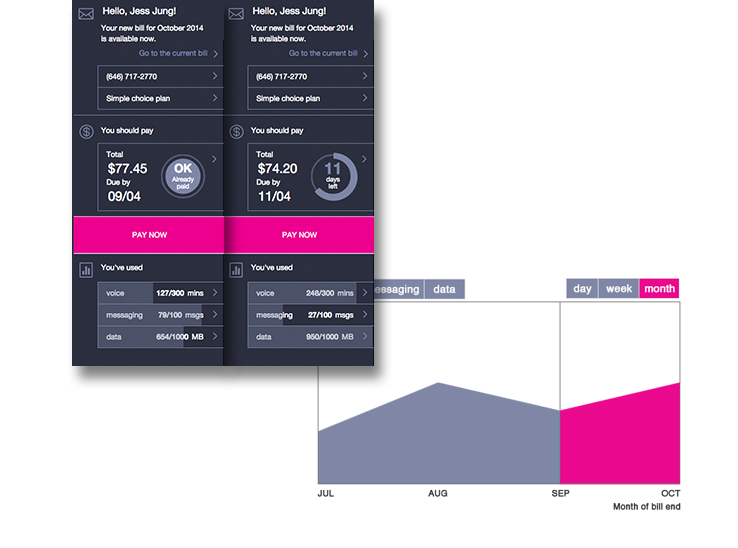 Hello, Jess Jung!
Your new bill for October 2014
is available now.
Go to the current bill
(646) 717-2770
Simple choice plan
You should pay
Total
$77.45
Due by
09/04
OK
Already
paid
PAY NOW
You've used
voice 127/300 mins
messaging 79/100 msgs
data 654/1000 MB
Hello, Jess Jung!
Your new bill for October 2014
is available now.
Go to the current bill
(646) 717-2770
Simple choice plan
You should pay
Total
$74.20
Due by
11/04
11
days
left
PAY NOW
You've used
voice 248/300 mins
messaging 27/100 msgs
data 950/1000 MB
essaging data
day week month
JUL AUG SEP OCT
Month of bill end